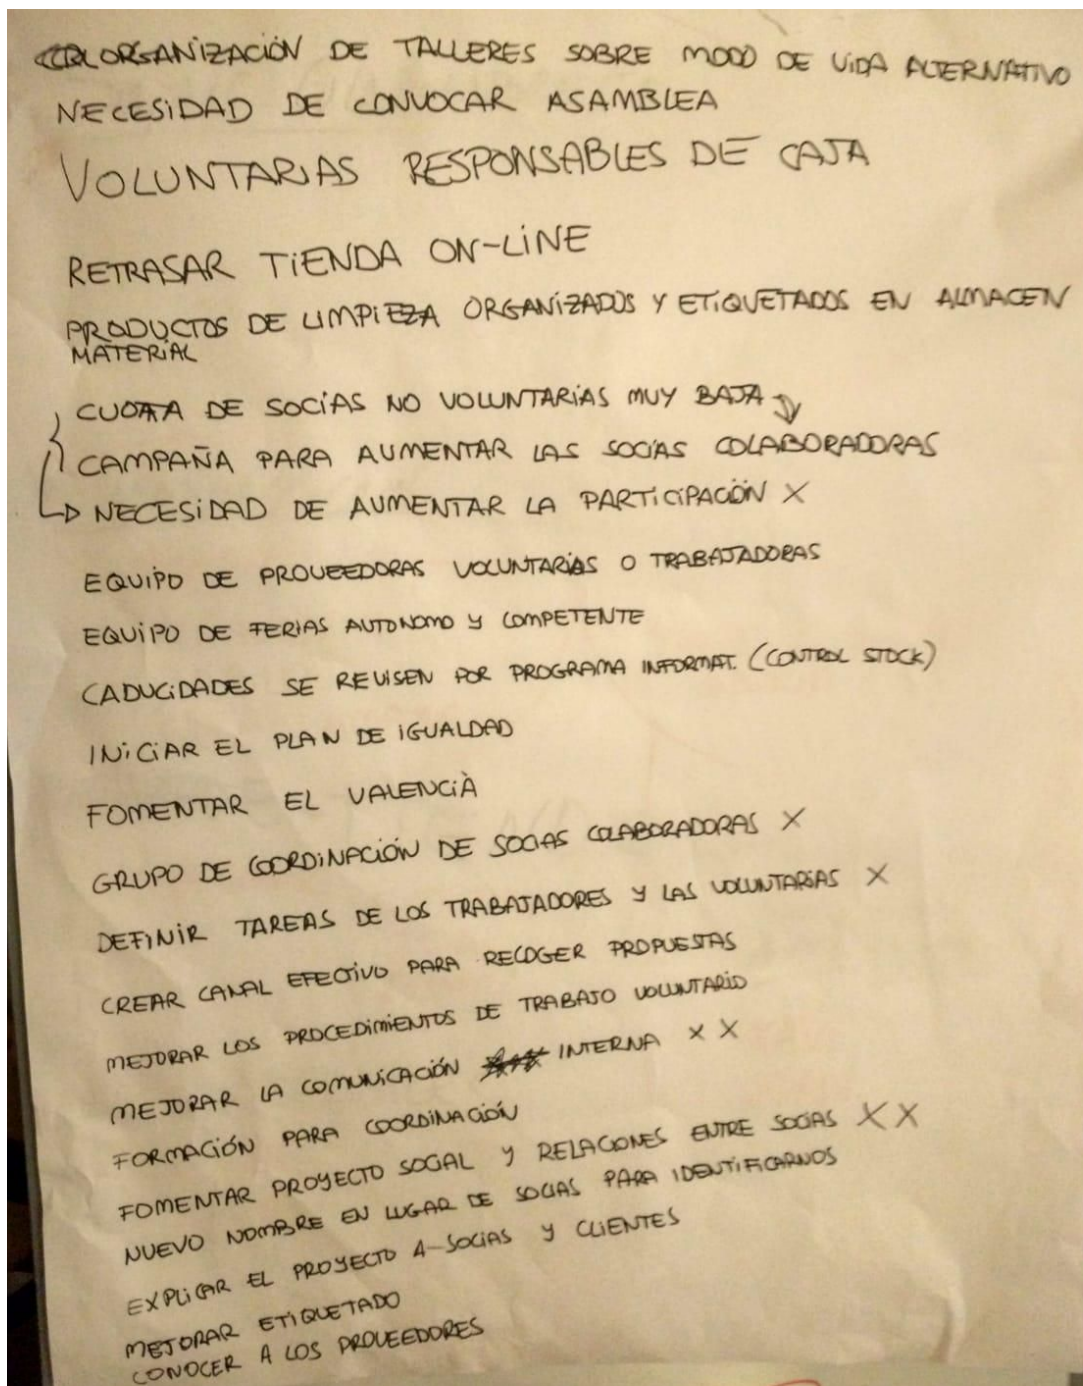 ORGANIZACIÓN DE TALLERES SOBRE MODO DE VIDA ALTERNATIVO
NECESIDAD DE CONVOCAR ASAMBLEA
VOLUNTARIAS RESPONSABLES DE CAJA
RETRASAR TIENDA ON-LINE
PRODUCTOS DE LIMPIEZA ORGANIZADOS Y ETIQUETADOS EN ALMACEN
MATERIAL
CUOTA DE SOCIAS NO VOLUNTARIAS MUY BAJA
CAMPAÑA PARA AUMENTAR LAS SOCIAS COLABORADORAS
NECESIDAD DE AUMENTAR LA PARTICIPACIÓN X
EQUIPO DE PROVEEDORAS VOLUNTARIAS O TRABAJADORAS
EQUIPO DE FERIAS AUTONOMO Y COMPETENTE
CADUCIDADES SE REVISEN POR PROGRAMA INFORMAT. (CONTROL STOCK)
INICIAR EL PLAN DE IGUALDAD
FOMENTAR EL VALENCIÀ
GRUPO DE COORDINACIÓN DE SOCIAS COLABORADORAS X
DEFINIR TAREAS DE LOS TRABAJADORES Y LAS VOLUNTARIAS X
CREAR CANAL EFECTIVO PARA RECOGER PROPUESTAS
MEJORAR LOS PROCEDIMIENTOS DE TRABAJO VOLUNTARIO
MEJORAR LA COMUNICACIÓN INTERNA X X
FORMACIÓN PARA COORDINACIÓN
FOMENTAR PROYECTO SOCIAL Y RELACIONES ENTRE SOCIAS X X
NUEVO NOMBRE EN LUGAR DE SOCIAS PARA IDENTIFICARNOS
EXPLICAR EL PROYECTO A SOCIAS Y CLIENTES
MEJORAR ETIQUETADO
CONOCER A LOS PROVEEDORES